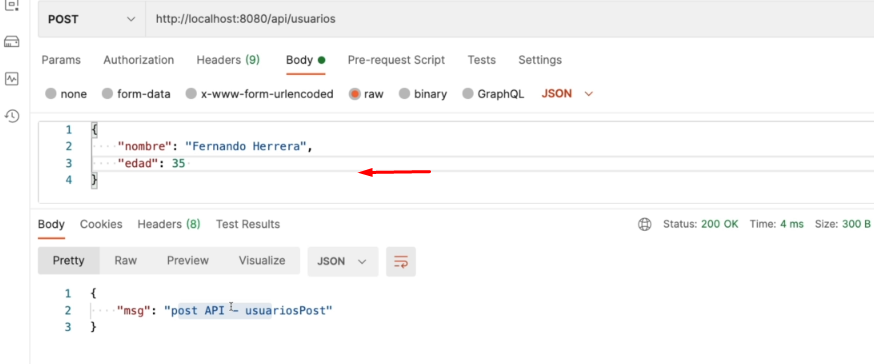 POST http://localhost:8080/api/usuarios
Params Authorization Headers (9) Body Pre-request Script Tests Settings
none form-data x-www-form-urlencoded raw binary GraphQL JSON
1 {
2 "nombre": "Fernando Herrera",
3 "edad": 35
4 }
Body Cookies Headers (8) Test Results Status: 200 OK Time: 4 ms Size: 300 B
Pretty Raw Preview Visualize JSON
1 {
2 "msg": "post API - usuariosPost"
3 }